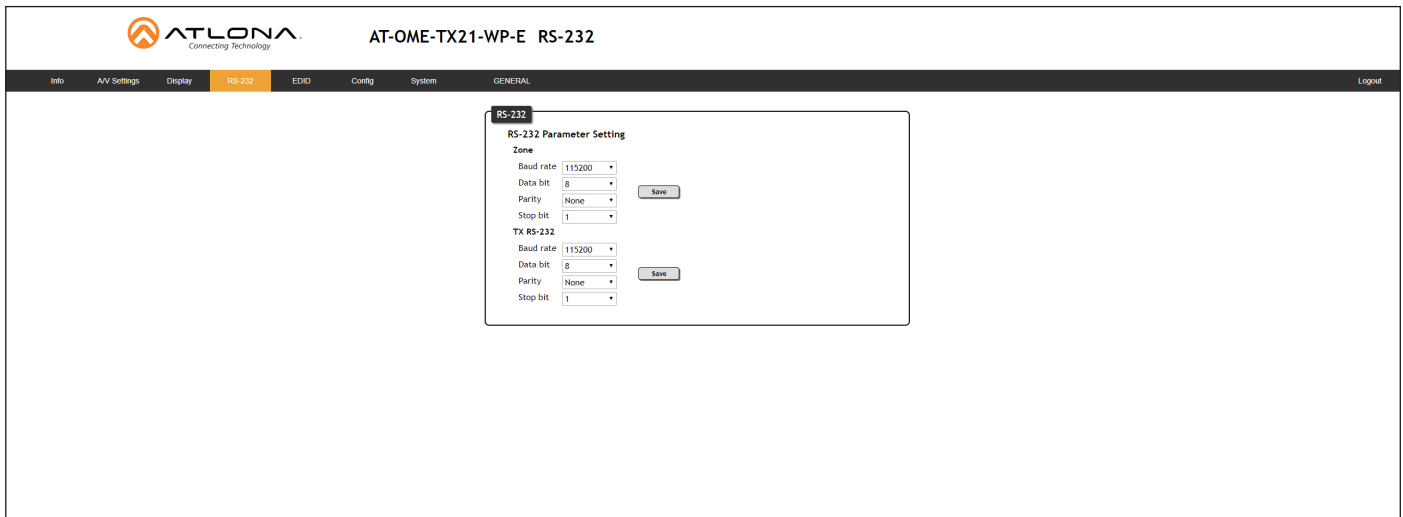 ATLONA.
Connecting Technology
AT-OME-TX21-WP-E RS-232
Info A/V Settings Display RS-232 EDID Config System GENERAL Logout
RS-232
RS-232 Parameter Setting
Zone
Baud rate 115200
Data bit 8
Save
Parity None
Stop bit 1
TX RS-232
Baud rate 115200
Data bit 8
Save
Parity None
Stop bit 1